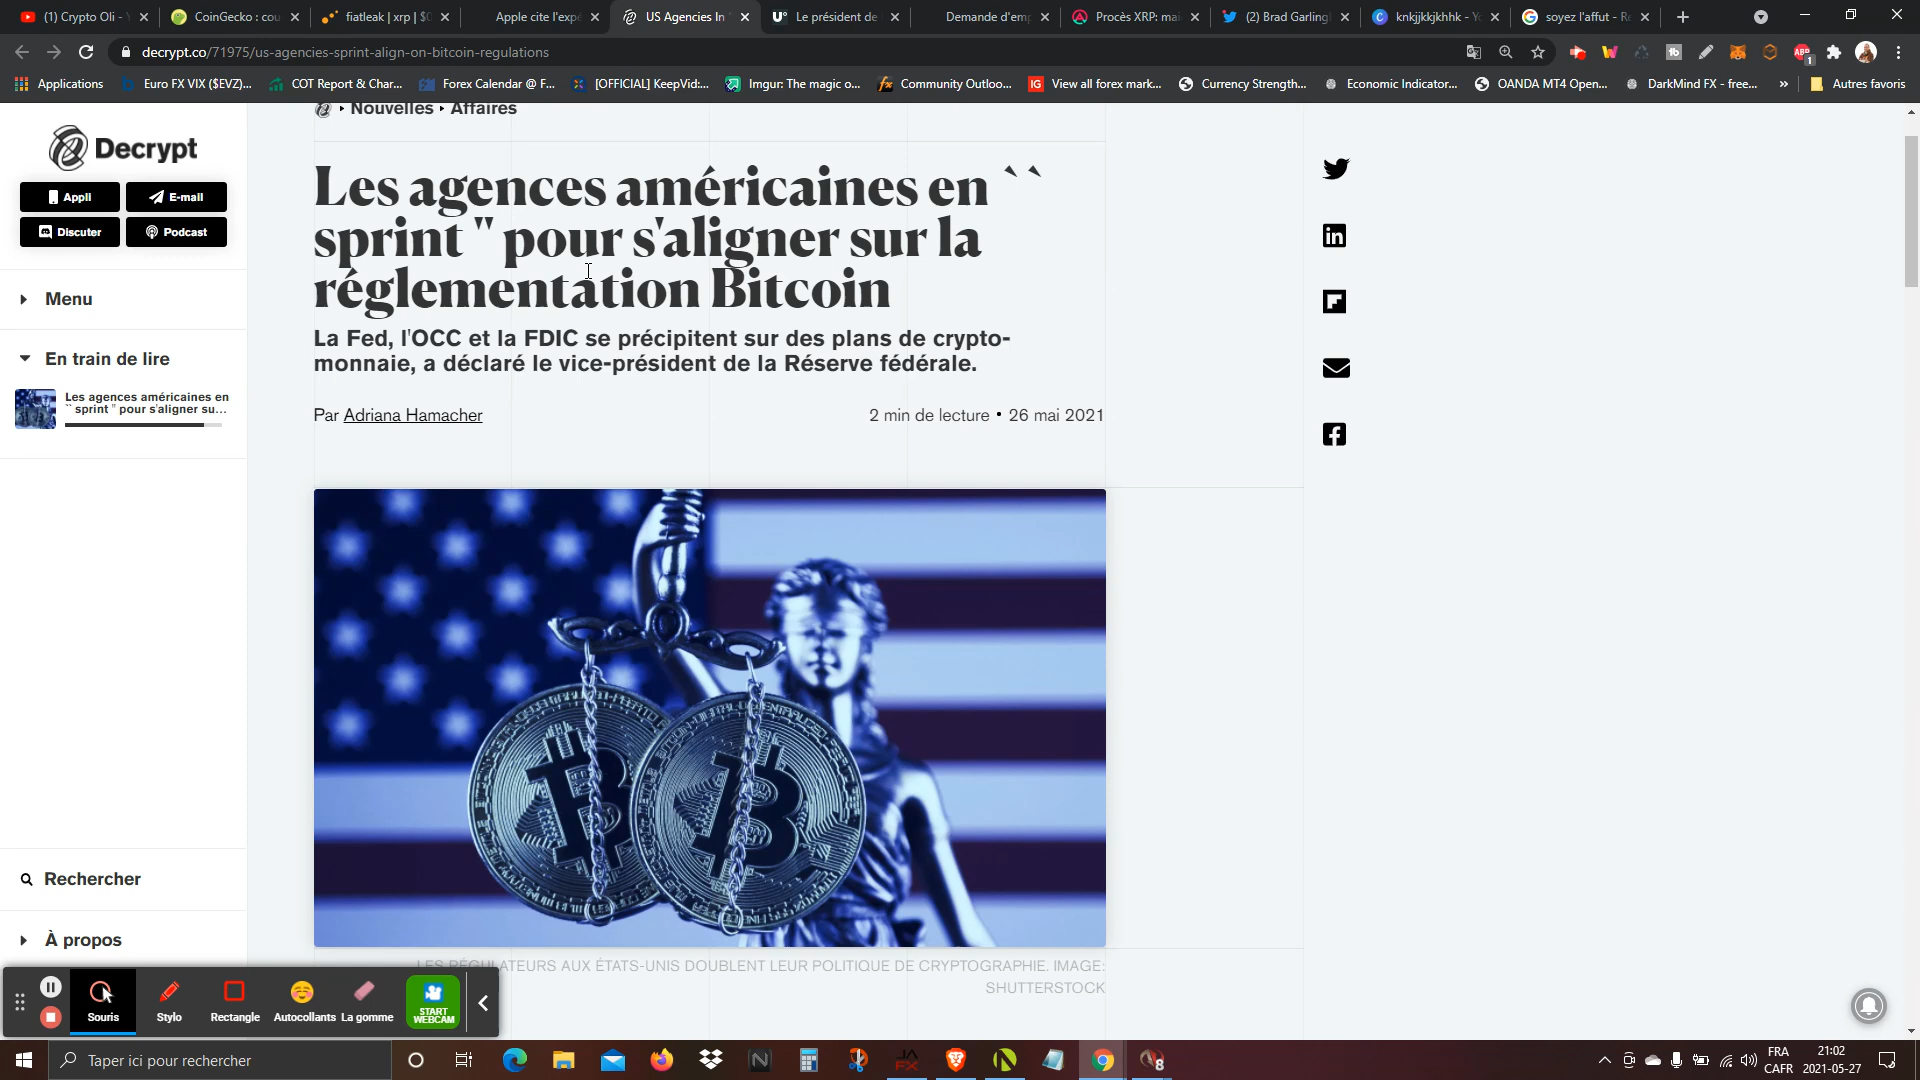 (1) Crypto Oli - Y
CoinGecko : cou
fiatleak | xrp | $0
Apple cite l'expé
US Agencies In '
Le président de
Demande d'emp
Procès XRP: mai
(2) Brad Garling
knkjjkkjkhhk - Yo
soyez l'affut - Re
decrypt.co/71975/us-agencies-sprint-align-on-bitcoin-regulations
Applications
Euro FX VIX ($EVZ)...
COT Report & Char...
Forex Calendar @ F...
[OFFICIAL] KeepVid:...
Imgur: The magic o...
Community Outloo...
View all forex mark...
Currency Strength...
Economic Indicator...
OANDA MT4 Open...
DarkMind FX - free...
»
Autres favoris
Nouvelles ‣ Affaires
Decrypt
Appli
E-mail
Discuter
Podcast
Menu
En train de lire
Les agences américaines en
`` sprint '' pour s'aligner su...
Rechercher
À propos
Les agences américaines en ``
sprint '' pour s'aligner sur la
réglementation Bitcoin
La Fed, l'OCC et la FDIC se précipitent sur des plans de crypto-
monnaie, a déclaré le vice-président de la Réserve fédérale.
Par Adriana Hamacher
2 min de lecture • 26 mai 2021
LES RÉGULATEURS AUX ÉTATS-UNIS DOUBLENT LEUR POLITIQUE DE CRYPTOGRAPHIE. IMAGE:
SHUTTERSTOCK
Souris
Stylo
Rectangle
Autocollants
La gomme
START
WEBCAM
Taper ici pour rechercher
FRA
CAFR
21:02
2021-05-27